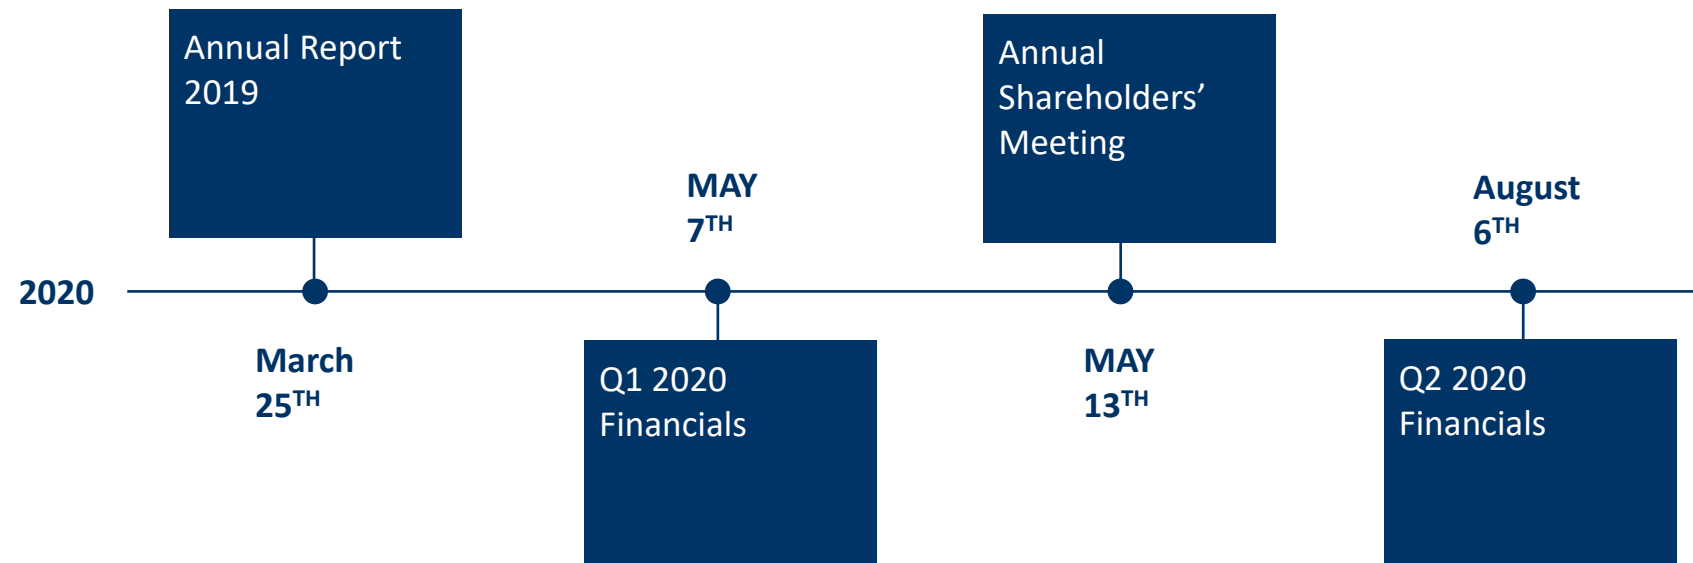 Annual Report
2019
Annual
Shareholders’
Meeting
MAY
7TH
August
6TH
2020
March
25TH
Q1 2020
Financials
MAY
13TH
Q2 2020
Financials